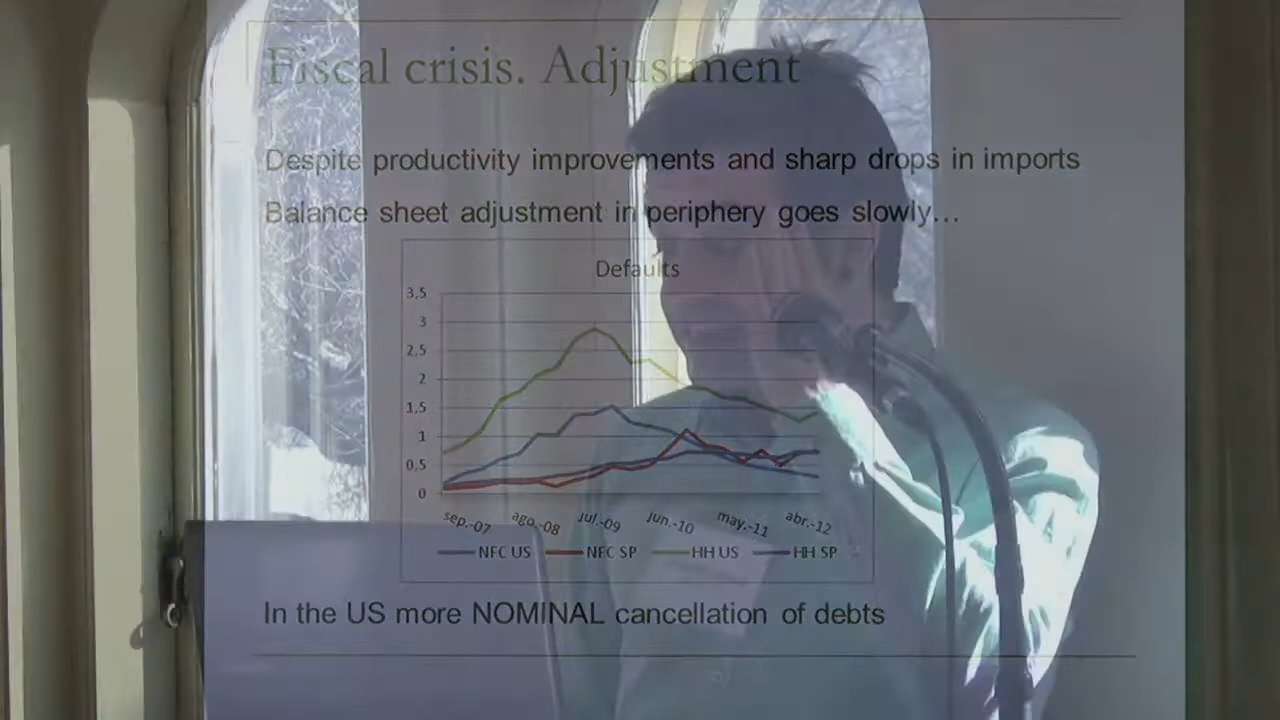 Fiscal crisis. Adjustment
Despite productivity improvements and sharp drops in imports
Balance sheet adjustment in periphery goes slowly…
Defaults
3,5
3
2,5
2
1,5
1
0,5
0
sep.-07 ago.-08 jul.-09 jun.-10 may.-11 abr.-12
NFC US NFC SP HH US HH SP
In the US more NOMINAL cancellation of debts